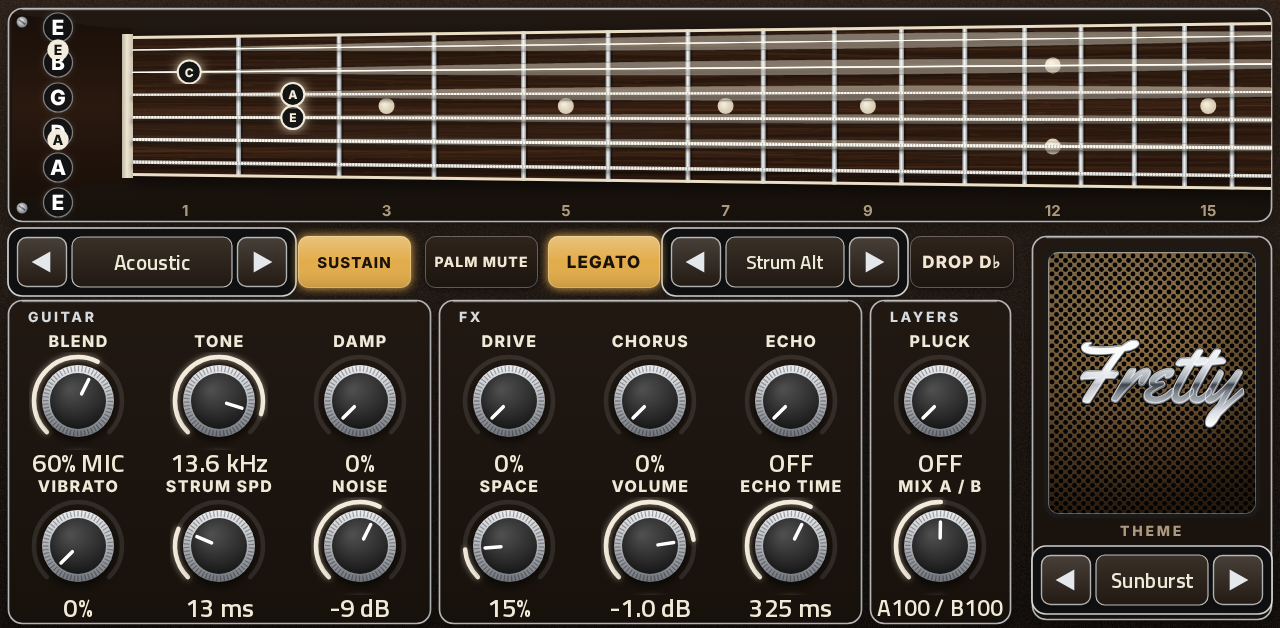 E
E
B
C
G
A
E
D
A
A
E
1 3 5 7 9 12 15
Acoustic SUSTAIN PALM MUTE LEGATO Strum Alt DROP D♭
GUITAR FX LAYERS
BLEND TONE DAMP DRIVE CHORUS ECHO PLUCK
Fretty
60% MIC 13.6 kHz 0% 0% 0% OFF OFF
VIBRATO STRUM SPD NOISE SPACE VOLUME ECHO TIME MIX A / B
THEME
Sunburst
0% 13 ms -9 dB 15% -1.0 dB 325 ms A100 / B100